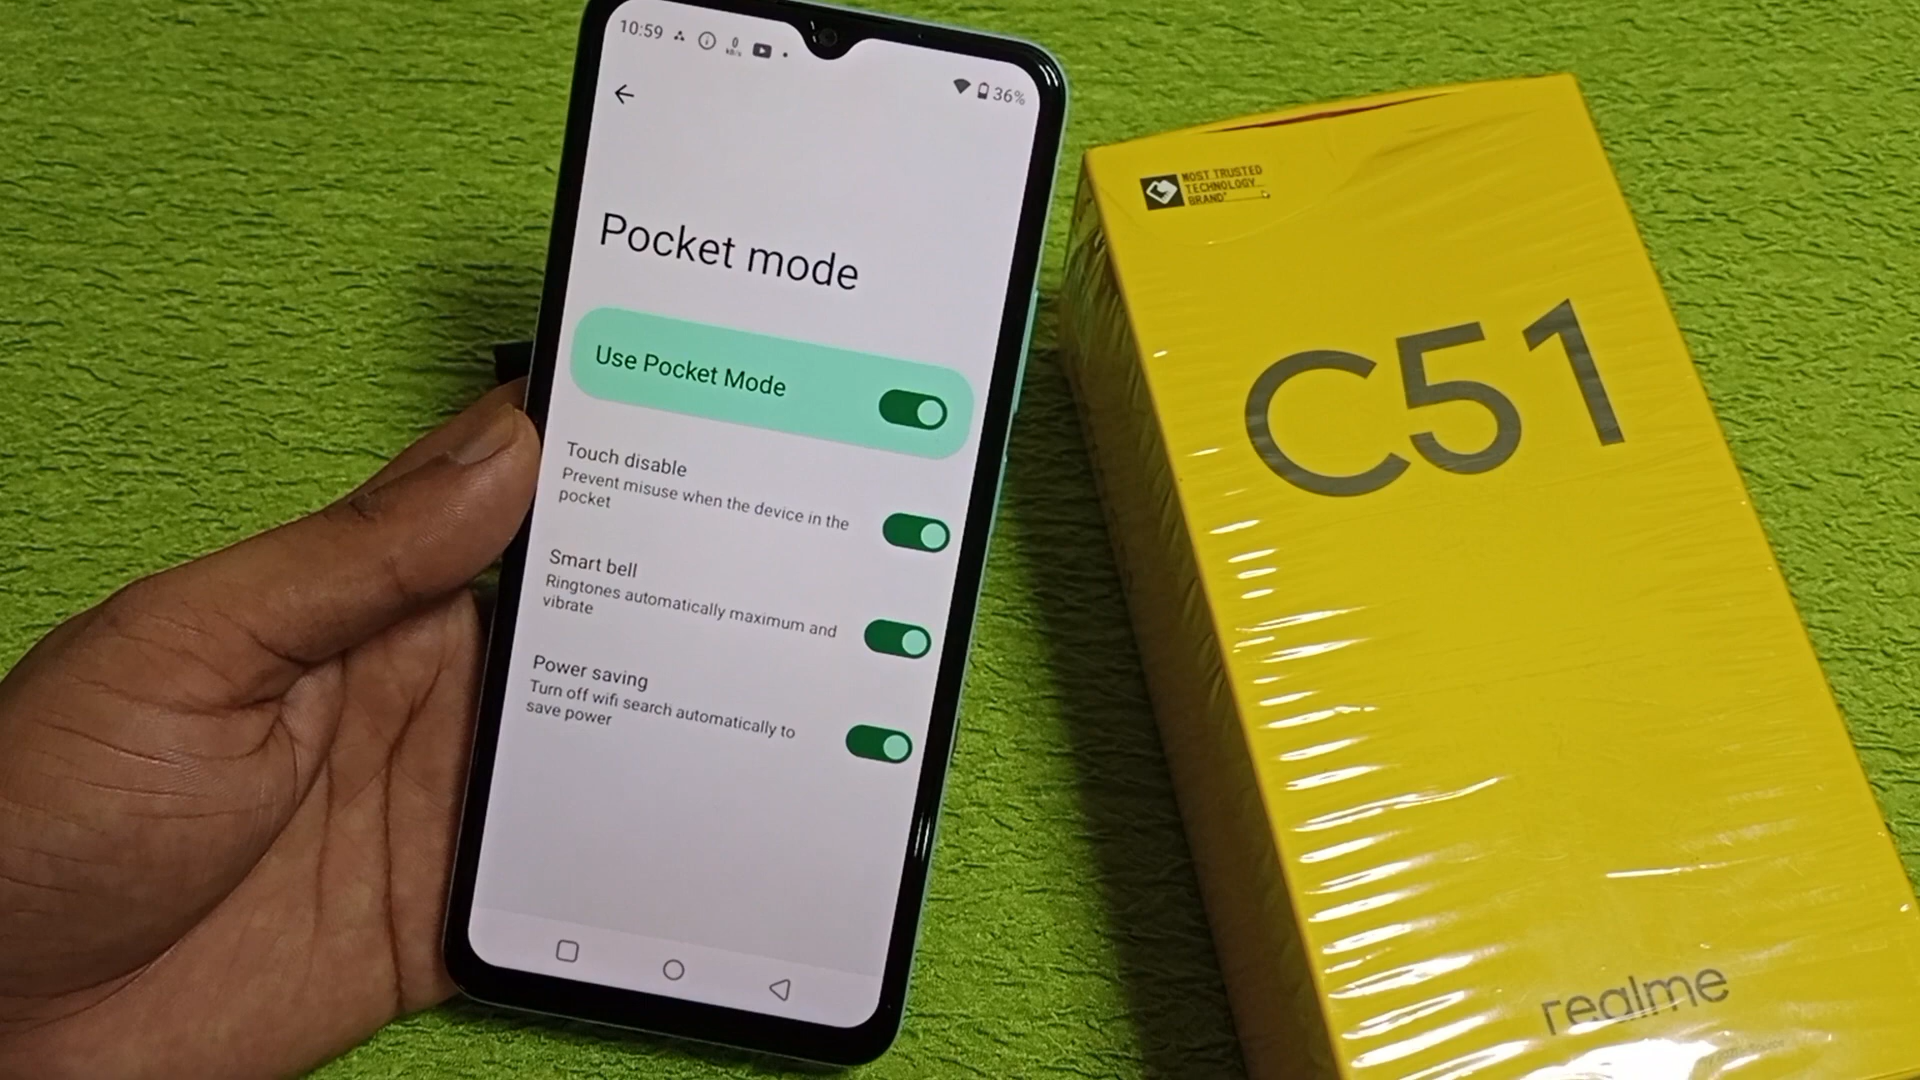 10:59
0
KB/s
36%
Pocket mode
Use Pocket Mode
Touch disable
Prevent misuse when the device in the
pocket
Smart bell
Ringtones automatically maximum and
vibrate
Power saving
Turn off wifi search automatically to
save power
MOST TRUSTED
TECHNOLOGY
BRAND*
C51
realme